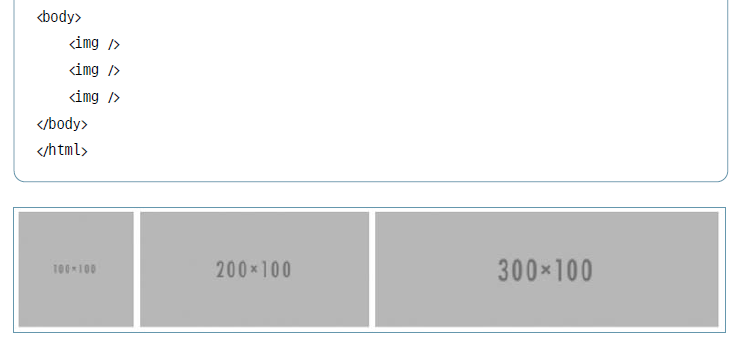 <body>
<img />
<img />
<img />
</body>
</html>
100×100
200×100
300×100